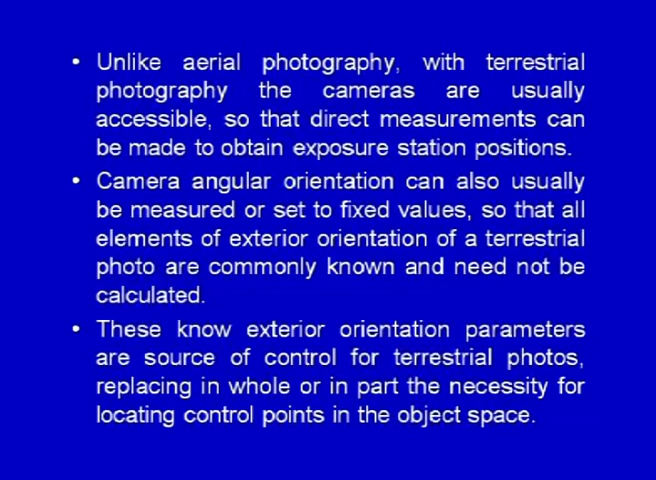 • Unlike aerial photography, with terrestrial
photography the cameras are usually
accessible, so that direct measurements can
be made to obtain exposure station positions.
• Camera angular orientation can also usually
be measured or set to fixed values, so that all
elements of exterior orientation of a terrestrial
photo are commonly known and need not be
calculated.
• These know exterior orientation parameters
are source of control for terrestrial photos,
replacing in whole or in part the necessity for
locating control points in the object space.